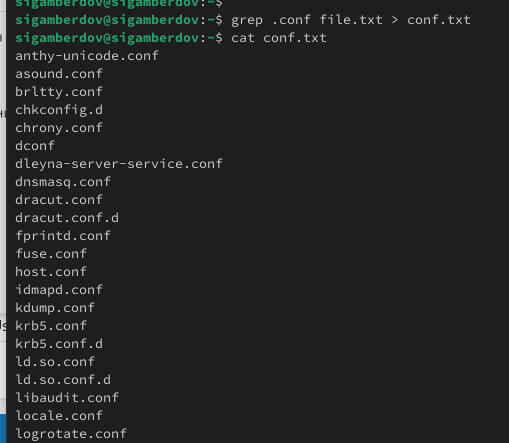 sigamberdov@sigamberdov:~$
sigamberdov@sigamberdov:~$ grep .conf file.txt > conf.txt
sigamberdov@sigamberdov:~$ cat conf.txt
anthy-unicode.conf
asound.conf
brltty.conf
chkconfig.d
chrony.conf
dconf
dleyna-server-service.conf
dnsmasq.conf
dracut.conf
dracut.conf.d
fprintd.conf
fuse.conf
host.conf
idmapd.conf
kdump.conf
krb5.conf
krb5.conf.d
ld.so.conf
ld.so.conf.d
libaudit.conf
locale.conf
logrotate.conf